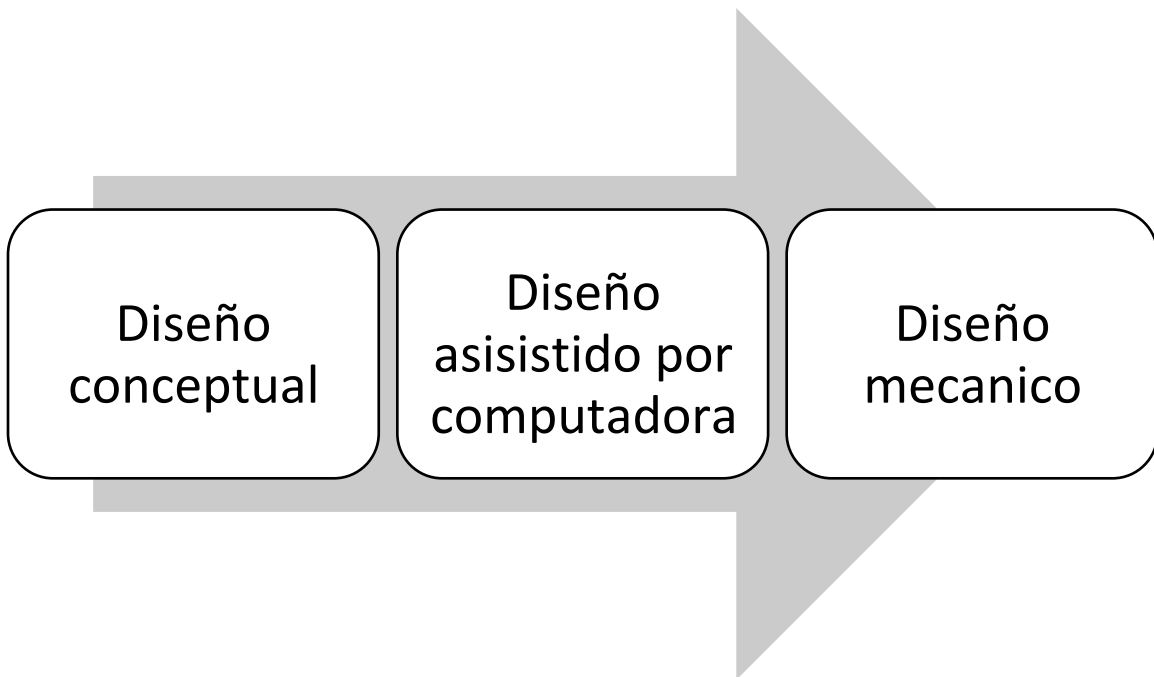 Diseño
conceptual
Diseño
asisistido por
computadora
Diseño
mecanico